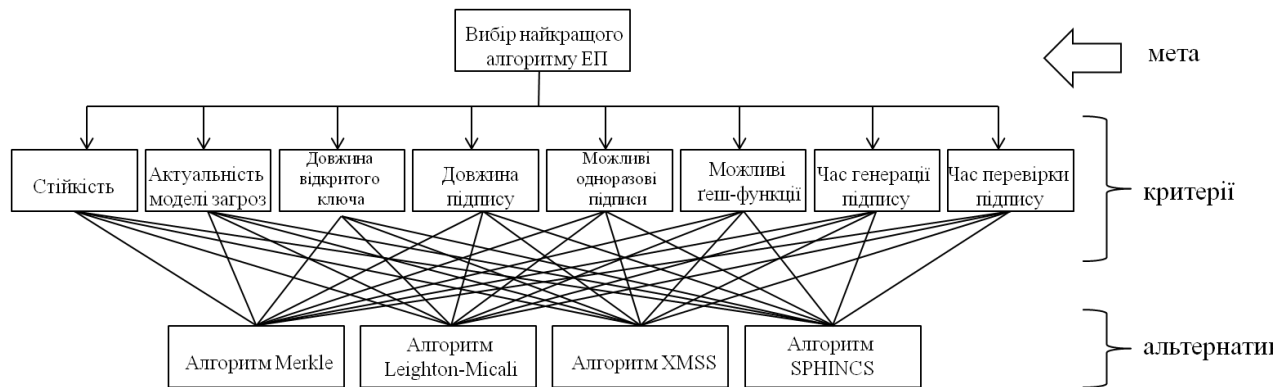 Вибір найкращого
алгоритму ЕП
мета
Стійкість
Актуальність
моделі загроз
Довжина
відкритого
ключа
Довжина
підпису
Можливі
одноразові
підписи
Можливі
ґеш-функції
Час генерації
підпису
Час перевірки
підпису
критерії
Алгоритм Merkle
Алгоритм
Leighton-Micali
Алгоритм XMSS
Алгоритм
SPHINCS
альтернатив